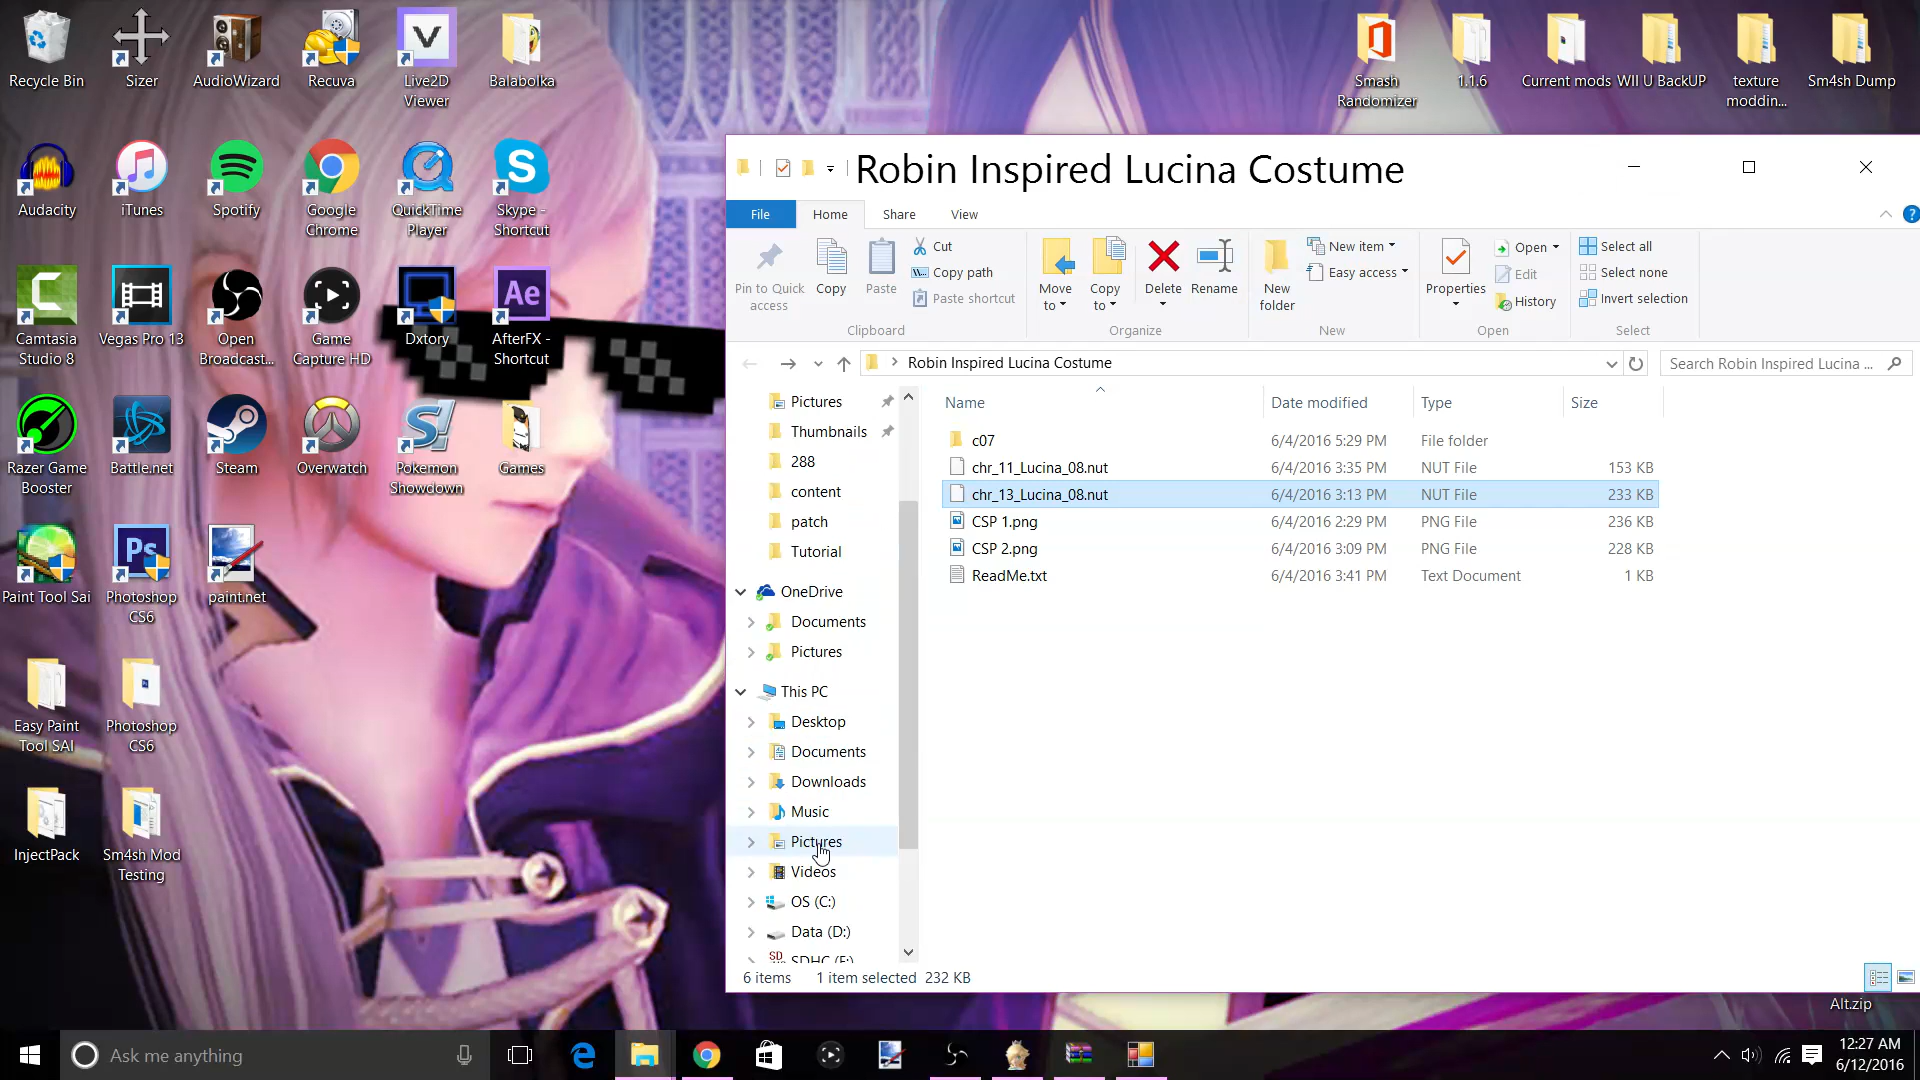 Recycle Bin
Sizer
AudioWizard
Recuva
Live2D
Viewer
Balabolka
Smash
Randomizer
1.1.6
Current mods
WII U BackUP
texture
moddin...
Sm4sh Dump
Audacity
iTunes
Spotify
Google
Chrome
QuickTime
Player
Skype -
Shortcut
Camtasia
Studio 8
Vegas Pro 13
Open
Broadcast...
Game
Capture HD
Dxtory
AfterFX -
Shortcut
Razer Game
Booster
Battle.net
Steam
Overwatch
Pokemon
Showdown
Games
Paint Tool Sai
Photoshop
CS6
paint.net
Easy Paint
Tool SAI
Photoshop
CS6
InjectPack
Sm4sh Mod
Testing
Robin Inspired Lucina Costume
File
Home
Share
View
Pin to Quick
access
Copy
Paste
Cut
Copy path
Paste shortcut
Clipboard
Move
to
Copy
to
Delete
Rename
Organize
New
folder
New item
Easy access
New
Properties
Open
Edit
History
Open
Select all
Select none
Invert selection
Select
Robin Inspired Lucina Costume
Search Robin Inspired Lucina ...
Pictures
Thumbnails
288
content
patch
Tutorial
OneDrive
Documents
Pictures
This PC
Desktop
Documents
Downloads
Music
Pictures
Videos
OS (C:)
Data (D:)
SDHC (F:)
Name Date modified Type Size
c07 6/4/2016 5:29 PM File folder
chr_11_Lucina_08.nut 6/4/2016 3:35 PM NUT File 153 KB
chr_13_Lucina_08.nut 6/4/2016 3:13 PM NUT File 233 KB
CSP 1.png 6/4/2016 2:29 PM PNG File 236 KB
CSP 2.png 6/4/2016 3:09 PM PNG File 228 KB
ReadMe.txt 6/4/2016 3:41 PM Text Document 1 KB
6 items 1 item selected 232 KB
Alt.zip
Ask me anything
12:27 AM
6/12/2016